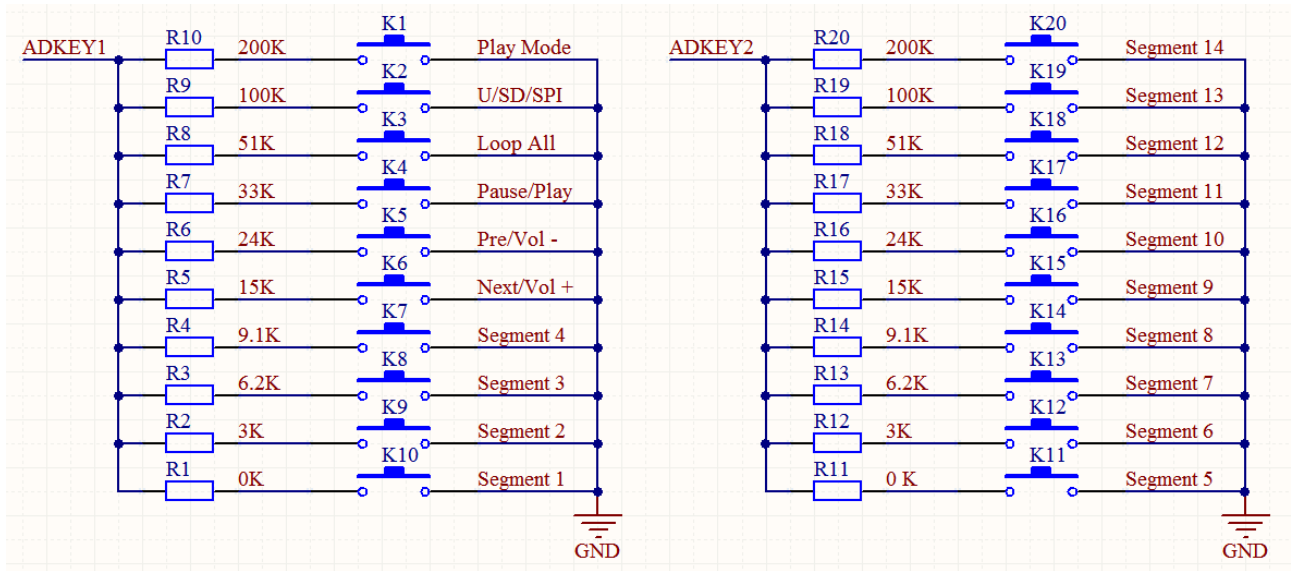 K1
ADKEY1 R10 200K Play Mode
K2
R9 100K U/SD/SPI
K3
R8 51K Loop All
K4
R7 33K Pause/Play
K5
R6 24K Pre/Vol -
K6
R5 15K Next/Vol +
K7
R4 9.1K Segment 4
K8
R3 6.2K Segment 3
K9
R2 3K Segment 2
K10
R1 0K Segment 1
GND
K20
ADKEY2 R20 200K Segment 14
K19
R19 100K Segment 13
K18
R18 51K Segment 12
K17
R17 33K Segment 11
K16
R16 24K Segment 10
K15
R15 15K Segment 9
K14
R14 9.1K Segment 8
K13
R13 6.2K Segment 7
K12
R12 3K Segment 6
K11
R11 0 K Segment 5
GND